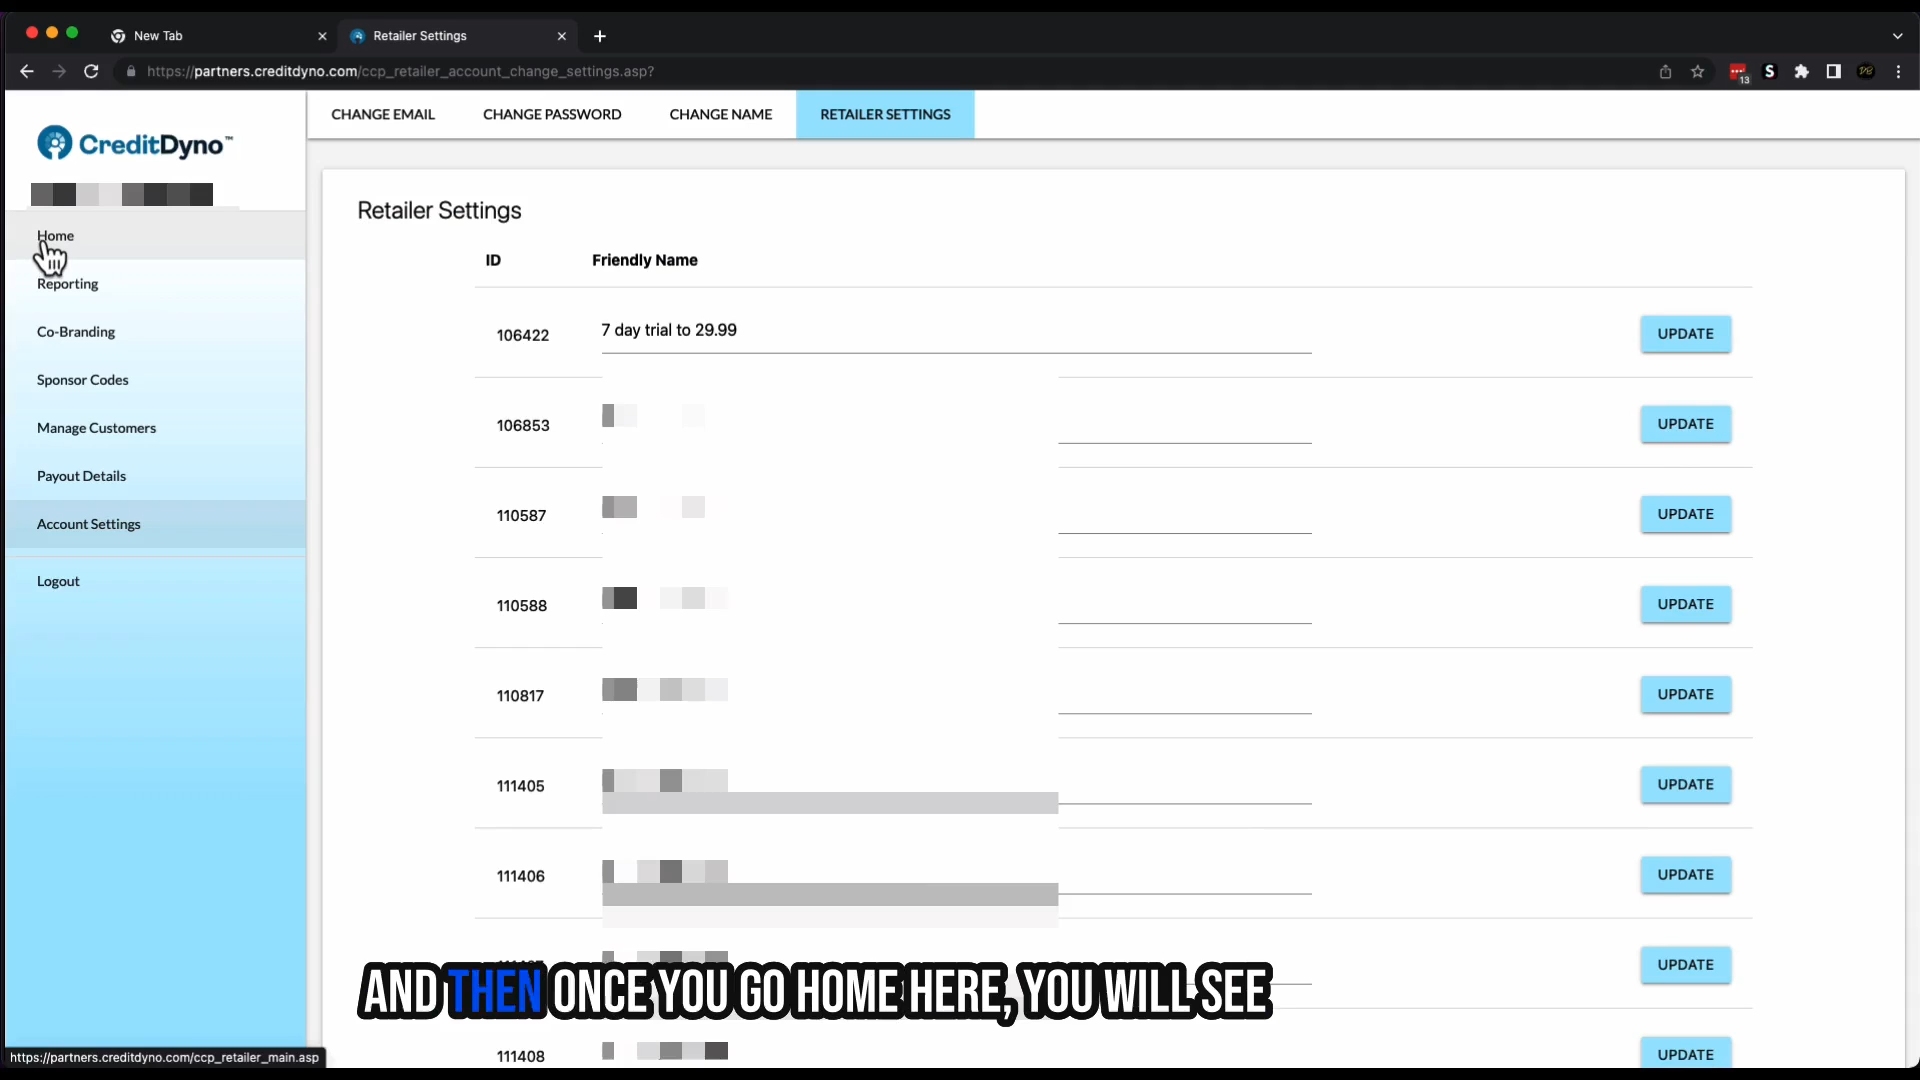 New Tab
Retailer Settings
https://partners.creditdyno.com/ccp_retailer_account_change_settings.asp?
13
S
VB
CreditDyno™
CHANGE EMAIL
CHANGE PASSWORD
CHANGE NAME
RETAILER SETTINGS
Home
Reporting
Co-Branding
Sponsor Codes
Manage Customers
Payout Details
Account Settings
Logout
Retailer Settings
ID Friendly Name
106422 7 day trial to 29.99 UPDATE
106853 UPDATE
110587 UPDATE
110588 UPDATE
110817 UPDATE
111405 UPDATE
111406 UPDATE
UPDATE
AND THEN ONCE YOU GO HOME HERE, YOU WILL SEE
111408 UPDATE
https://partners.creditdyno.com/ccp_retailer_main.asp